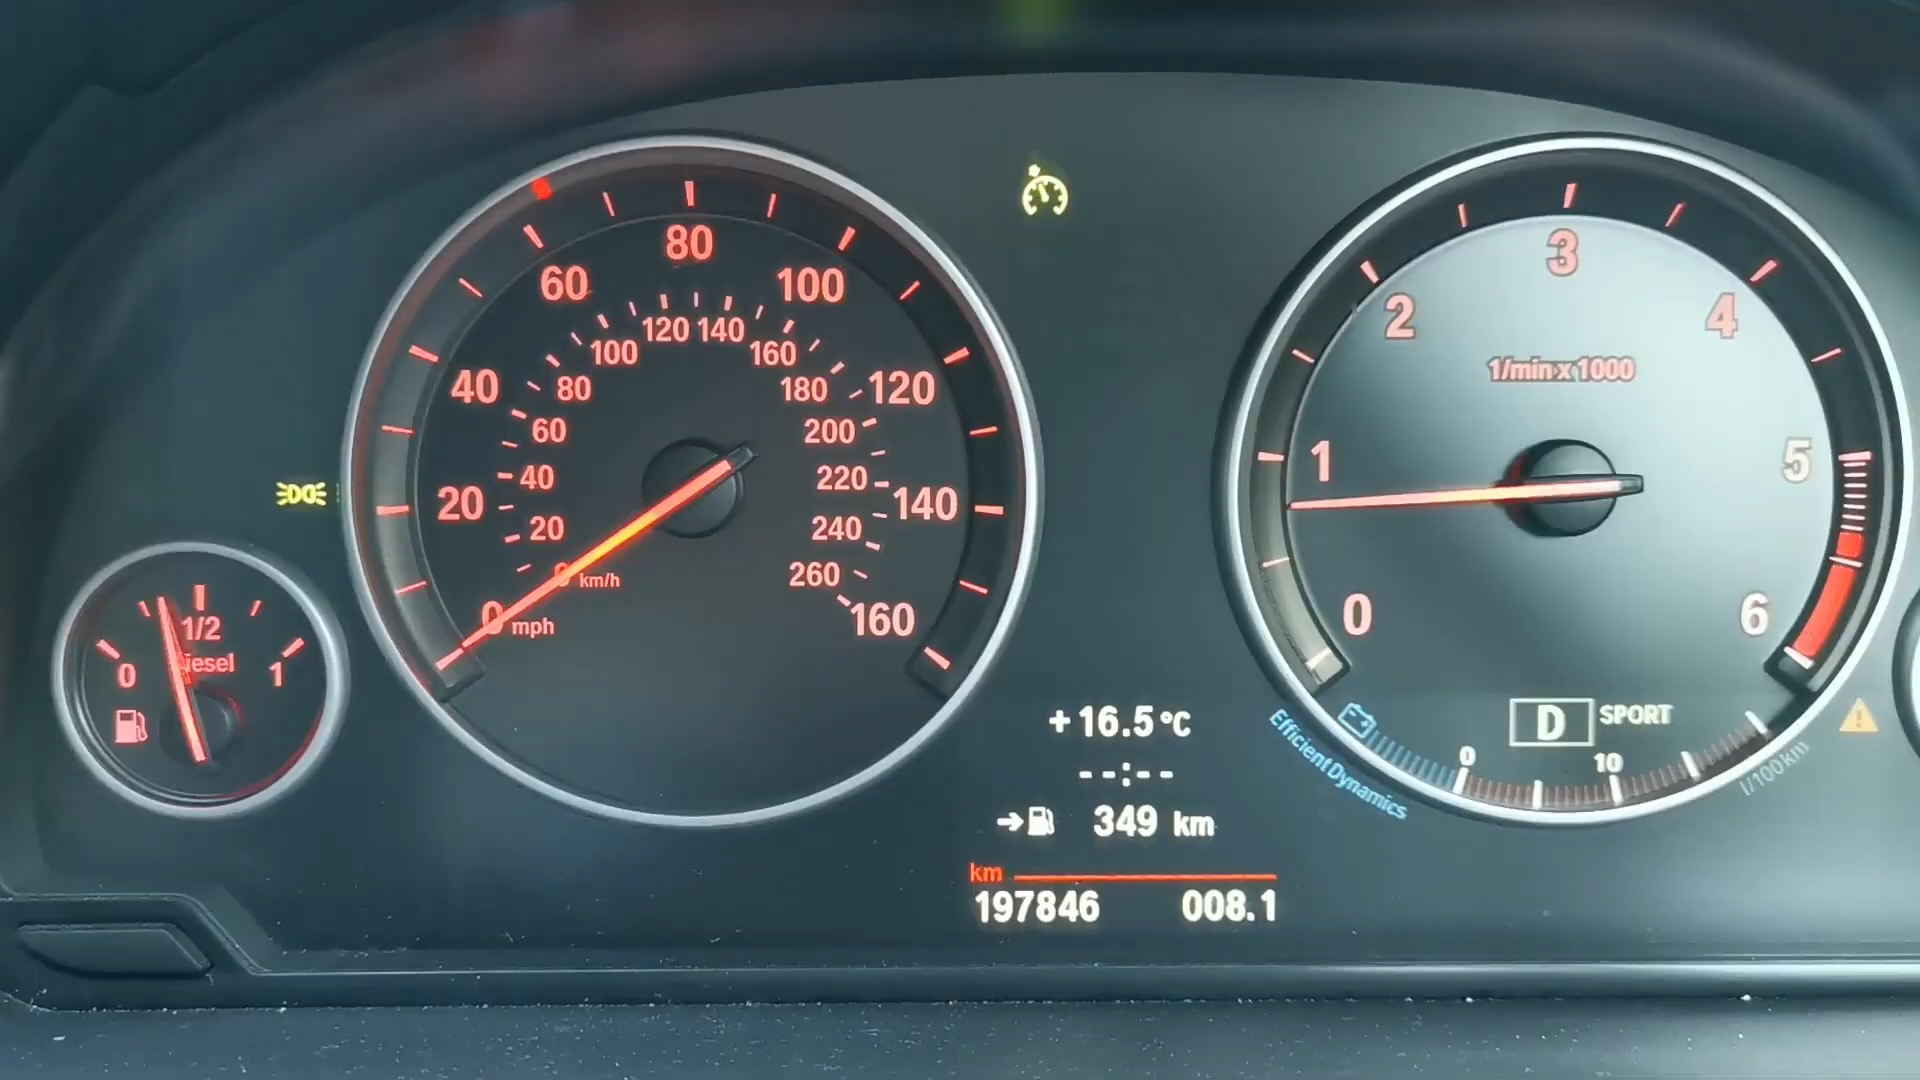 80
60 100
40 120
20 140
0 mph 160
120 140
100 160
80 180
60 200
40 220
20 240
0 km/h 260
1/2
0 1
Diesel
3
2 4
1/min x 1000
1 5
0 6
D SPORT
0 10
EfficientDynamics
l/100km
+16.5°C
--:--
349 km
km
197846 008.1